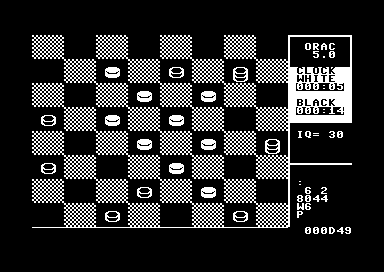 ORAC
5.0
CLOCK
WHITE
000:05
BLACK
000:14
IQ= 30
:
6 2
8044
W6
P
000D49